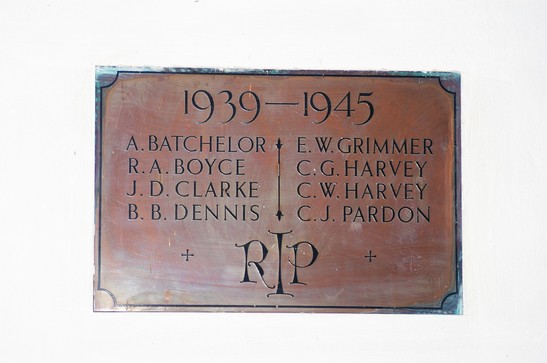 1939—1945
A. BATCHELOR E. W. GRIMMER
R. A. BOYCE C. G. HARVEY
J. D. CLARKE C. W. HARVEY
B. B. DENNIS C. J. PARDON
RIP